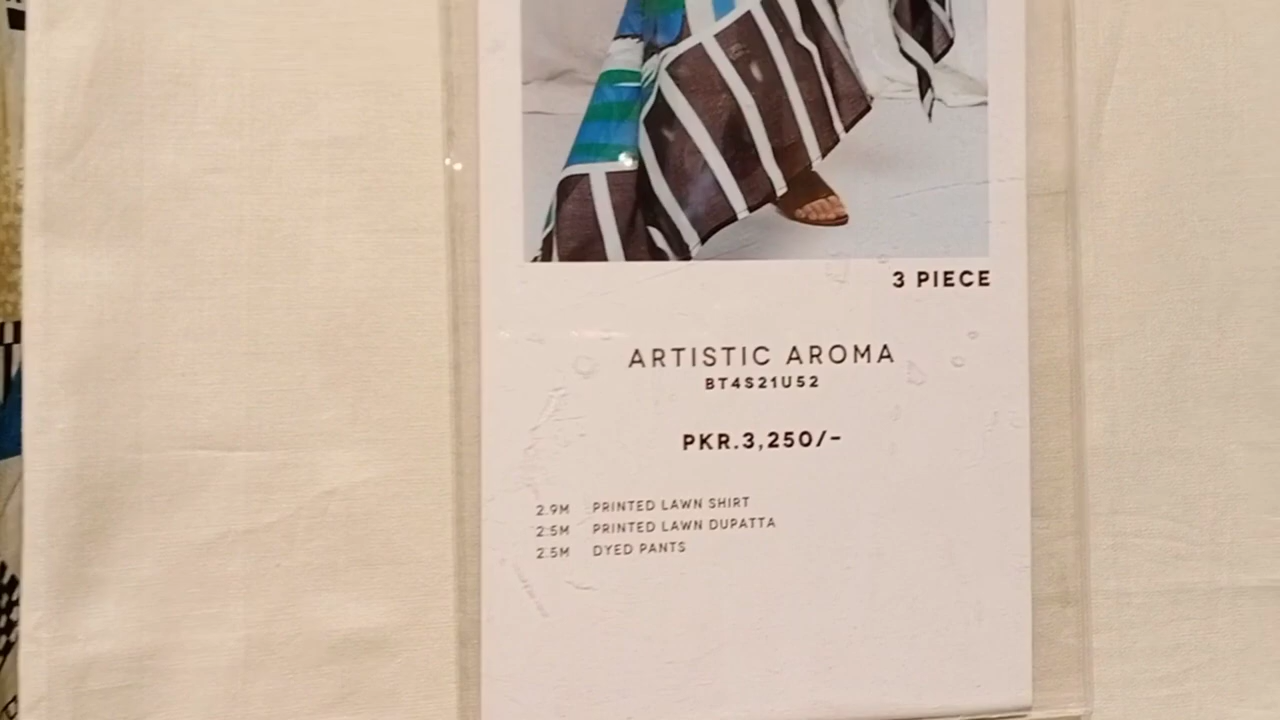 3 PIECE
ARTISTIC AROMA
BT4S21U52
PKR.3,250/-
2.9M PRINTED LAWN SHIRT
2.5M PRINTED LAWN DUPATTA
2.5M DYED PANTS